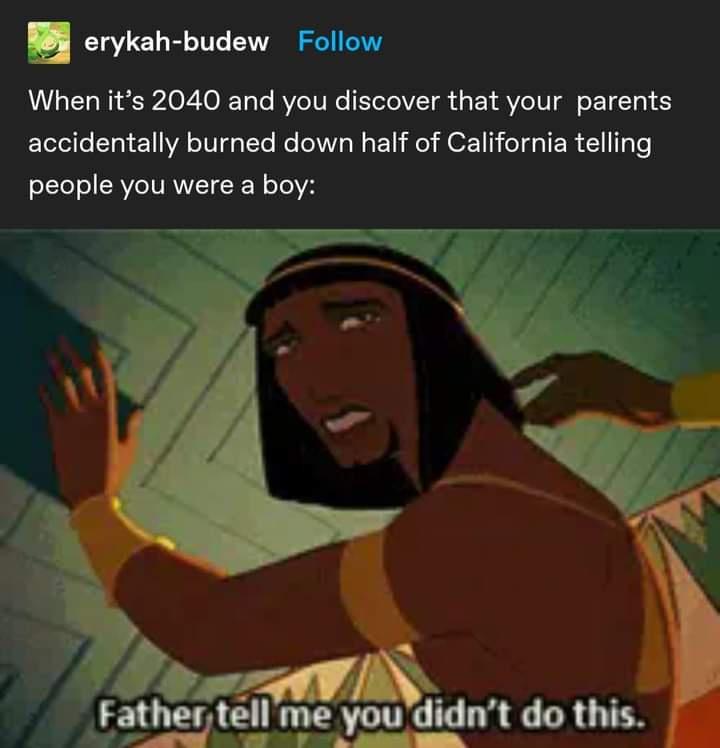 erykah-budew Follow
When it’s 2040 and you discover that your parents
accidentally burned down half of California telling
people you were a boy:
Father tell me you didn’t do this.